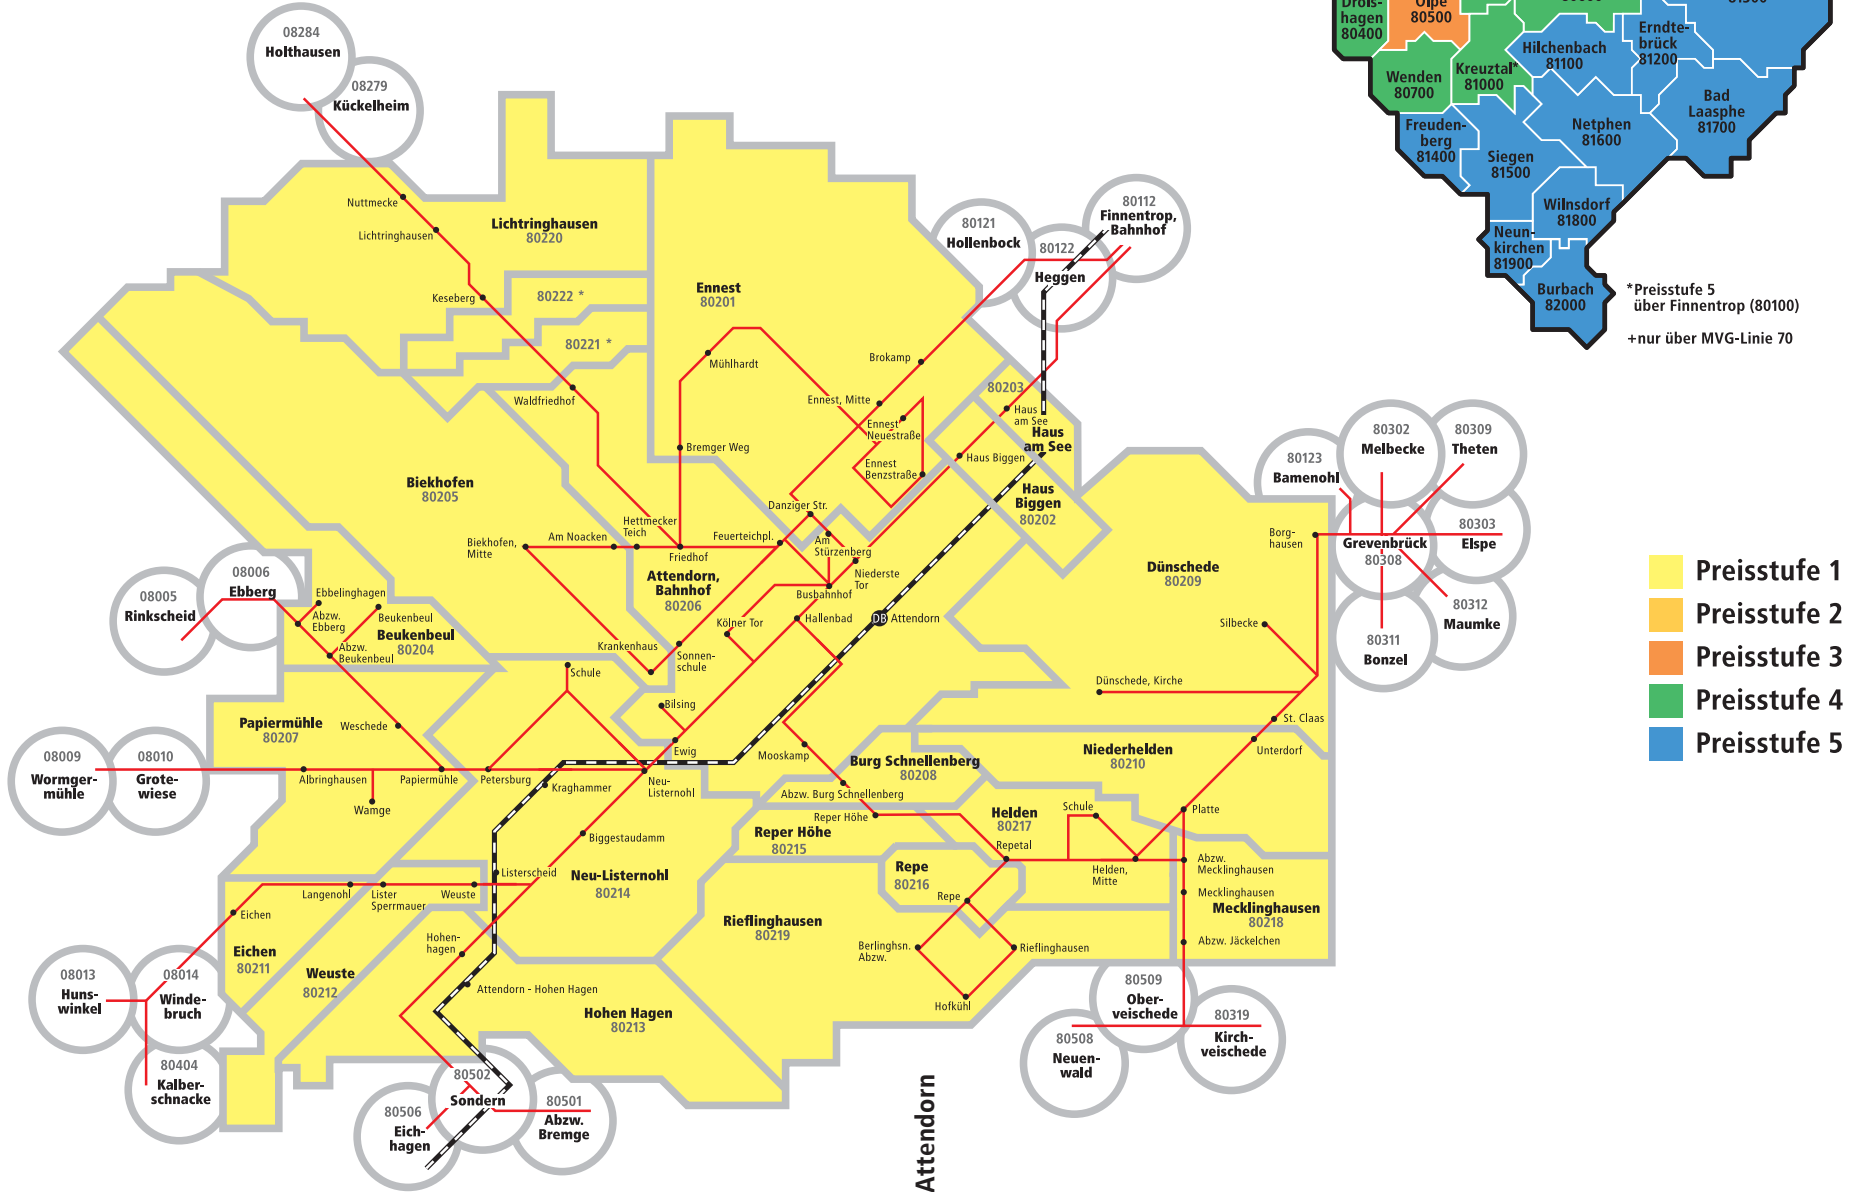 08284
Holthausen
08279
Kückelheim
Nuttmecke
Lichtringhausen
Lichtringhausen
80220
Keseberg
80222 *
80221 *
Waldfriedhof
Ennest
80201
Mühlhardt
Bremger Weg
Brokamp
Ennest, Mitte
Ennest
Neuestraße
Ennest
Benzstraße
80121
Hollenbock
80122
Heggen
80112
Finnentrop,
Bahnhof
80203
Haus
am See
Haus
am See
Haus Biggen
Haus
Biggen
80202
Biekhofen
80205
Biekhofen,
Mitte
Am Noacken
Hettmecker
Teich
Friedhof
Feuerteichpl.
Danziger Str.
Am
Stürzenberg
Niederste
Tor
Busbahnhof
Attendorn,
Bahnhof
80206
Kölner Tor
Hallenbad
DB Attendorn
Krankenhaus
Sonnen-
schule
08005
Rinkscheid
08006
Ebberg
Ebbelinghagen
Abzw.
Ebberg
Beukenbeul
Beukenbeul
80204
Abzw.
Beukenbeul
Schule
Bilsing
Ewig
Papiermühle
80207
Weschede
08009
Wormger-
mühle
08010
Grote-
wiese
Albringhausen
Wamge
Papiermühle
Petersburg
Kraghammer
Neu-
Listernohl
Biggestaudamm
Listerscheid
Neu-Listernohl
80214
Mooskamp
Burg Schnellenberg
80208
Abzw. Burg Schnellenberg
Reper Höhe
Reper Höhe
80215
Helden
80217
Schule
Repetal
Helden,
Mitte
Repe
80216
Repe
Rieflinghausen
80219
Berlinghsn.
Abzw.
Rieflinghausen
Hofkühl
Dünschede
80209
Borg-
hausen
Silbecke
Dünschede, Kirche
St. Claas
Unterdorf
Niederhelden
80210
Platte
Abzw.
Mecklinghausen
Mecklinghausen
Mecklinghausen
80218
Abzw. Jäckelchen
80123
Bamenohl
80302
Melbecke
80309
Theten
80303
Elspe
Grevenbrück
80308
80312
Maumke
80311
Bonzel
Langenohl
Lister
Sperrmauer
Weuste
Eichen
Eichen
80211
Weuste
80212
Hohen-
hagen
Attendorn - Hohen Hagen
Hohen Hagen
80213
08013
Huns-
winkel
08014
Winde-
bruch
80404
Kalber-
schnacke
80502
Sondern
80506
Eich-
hagen
80501
Abzw.
Bremge
80509
Ober-
veischede
80508
Neuen-
wald
80319
Kirch-
veischede
Attendorn
Drols-
hagen
80400
Olpe
80500
Wenden
80700
Kreuztal*
81000
Hilchenbach
81100
Erndte-
brück
81200
Bad
Laasphe
81700
Freuden-
berg
81400
Siegen
81500
Netphen
81600
Wilnsdorf
81800
Neun-
kirchen
81900
Burbach
82000
*Preisstufe 5
über Finnentrop (80100)
+nur über MVG-Linie 70
Preisstufe 1
Preisstufe 2
Preisstufe 3
Preisstufe 4
Preisstufe 5